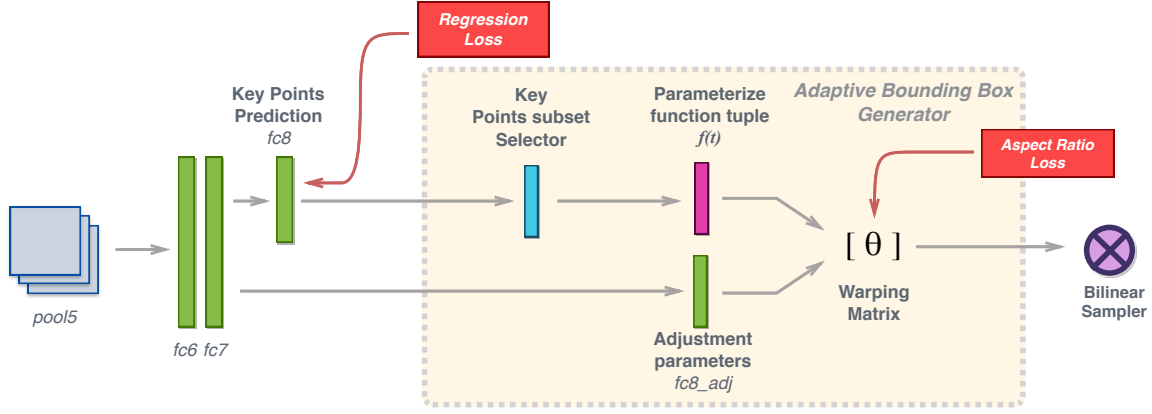 Regression
Loss
Key Points
Prediction
fc8
Key
Points subset
Selector
Parameterize
function tuple
f(t)
Adaptive Bounding Box
Generator
Aspect Ratio
Loss
[ θ ]
Warping
Matrix
Bilinear
Sampler
pool5
fc6 fc7
Adjustment
parameters
fc8_adj